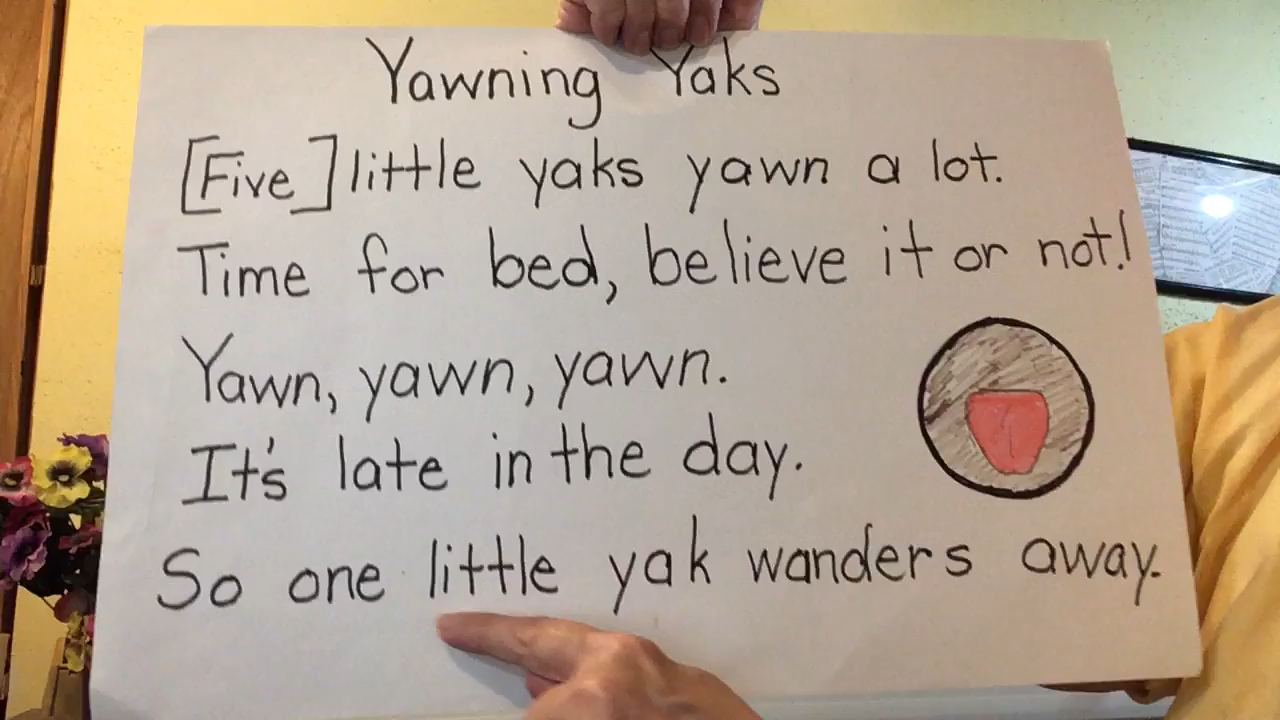 Yawning Yaks
[Five] little yaks yawn a lot.
Time for bed, believe it or not!
Yawn, yawn, yawn.
It's late in the day.
So one little yak wanders away.